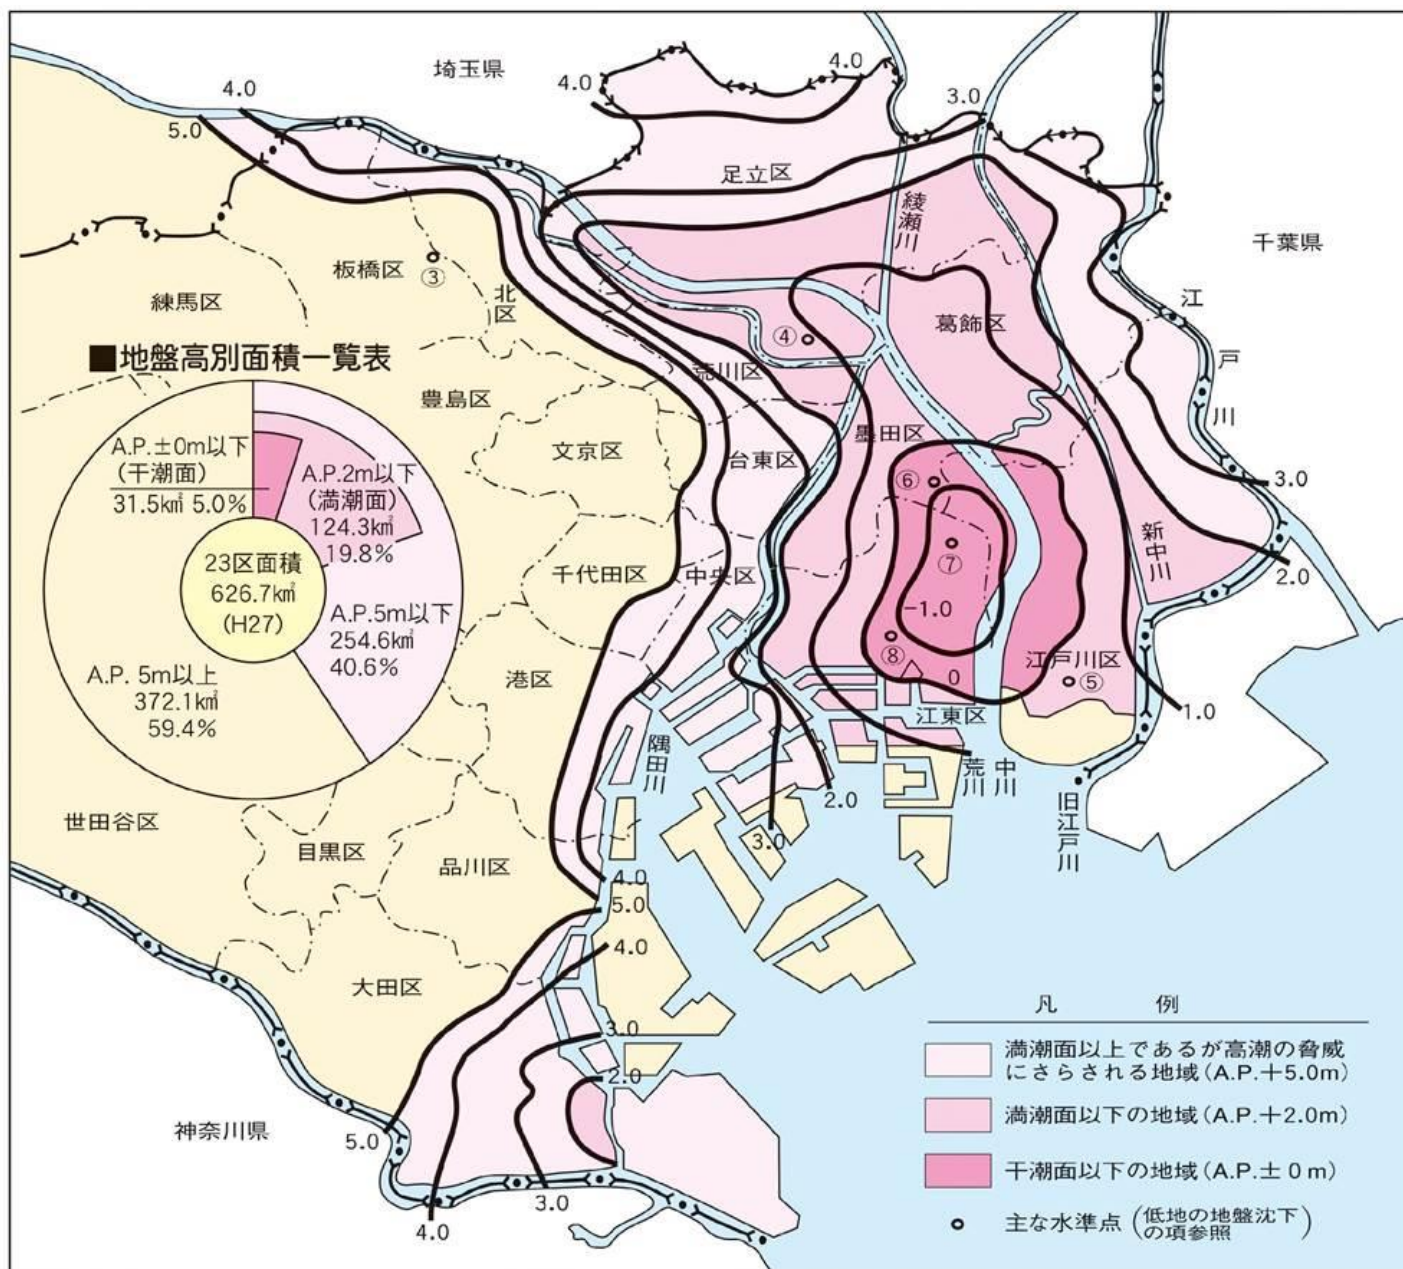 埼玉県
4.0
5.0
4.0
4.0
3.0
足立区
綾瀬川
千葉県
江戸川
板橋区
③
北区
練馬区
葛飾区
④
荒川区
■地盤高別面積一覧表
豊島区
文京区
台東区
墨田区
⑥
3.0
A.P.±0m以下
(干潮面)
31.5k㎡ 5.0%
A.P.2m以下
(満潮面)
124.3k㎡
19.8%
23区面積
626.7k㎡
(H27)
A.P.5m以下
254.6k㎡
40.6%
A.P. 5m以上
372.1k㎡
59.4%
千代田区
中央区
⑦
新中川
2.0
−1.0
⑧
0
江戸川区
⑤
港区
江東区
1.0
隅田川
荒川
中川
旧江戸川
2.0
3.0
世田谷区
目黒区
品川区
4.0
5.0
4.0
大田区
3.0
2.0
神奈川県
5.0
4.0
3.0
凡 例
満潮面以上であるが高潮の脅威
にさらされる地域(A.P.+5.0m)
満潮面以下の地域(A.P.+2.0m)
干潮面以下の地域(A.P.±0m)
主な水準点(低地の地盤沈下
の項参照)